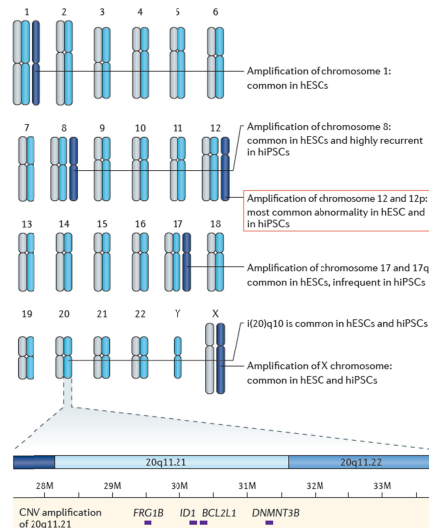 1 2 3 4 5 6
Amplification of chromosome 1:
common in hESCs
Amplification of chromosome 8:
common in hESCs and highly recurrent
in hiPSCs
7 8 9 10 11 12
Amplification of chromosome 12 and 12p:
most common abnormality in hESC and
in hiPSCs
13 14 15 16 17 18
Amplification of chromosome 17 and 17q
common in hESCs, infrequent in hiPSCs
19 20 21 22 Y X
i(20)q10 is common in hESCs and hiPSCs
Amplification of X chromosome:
common in hESC and hiPSCs
20q11.21 20q11.22
28M 29M 30M 31M 32M 33M
CNV amplification
of 20q11.21
FRG1B ID1 BCL2L1 DNMNT3B